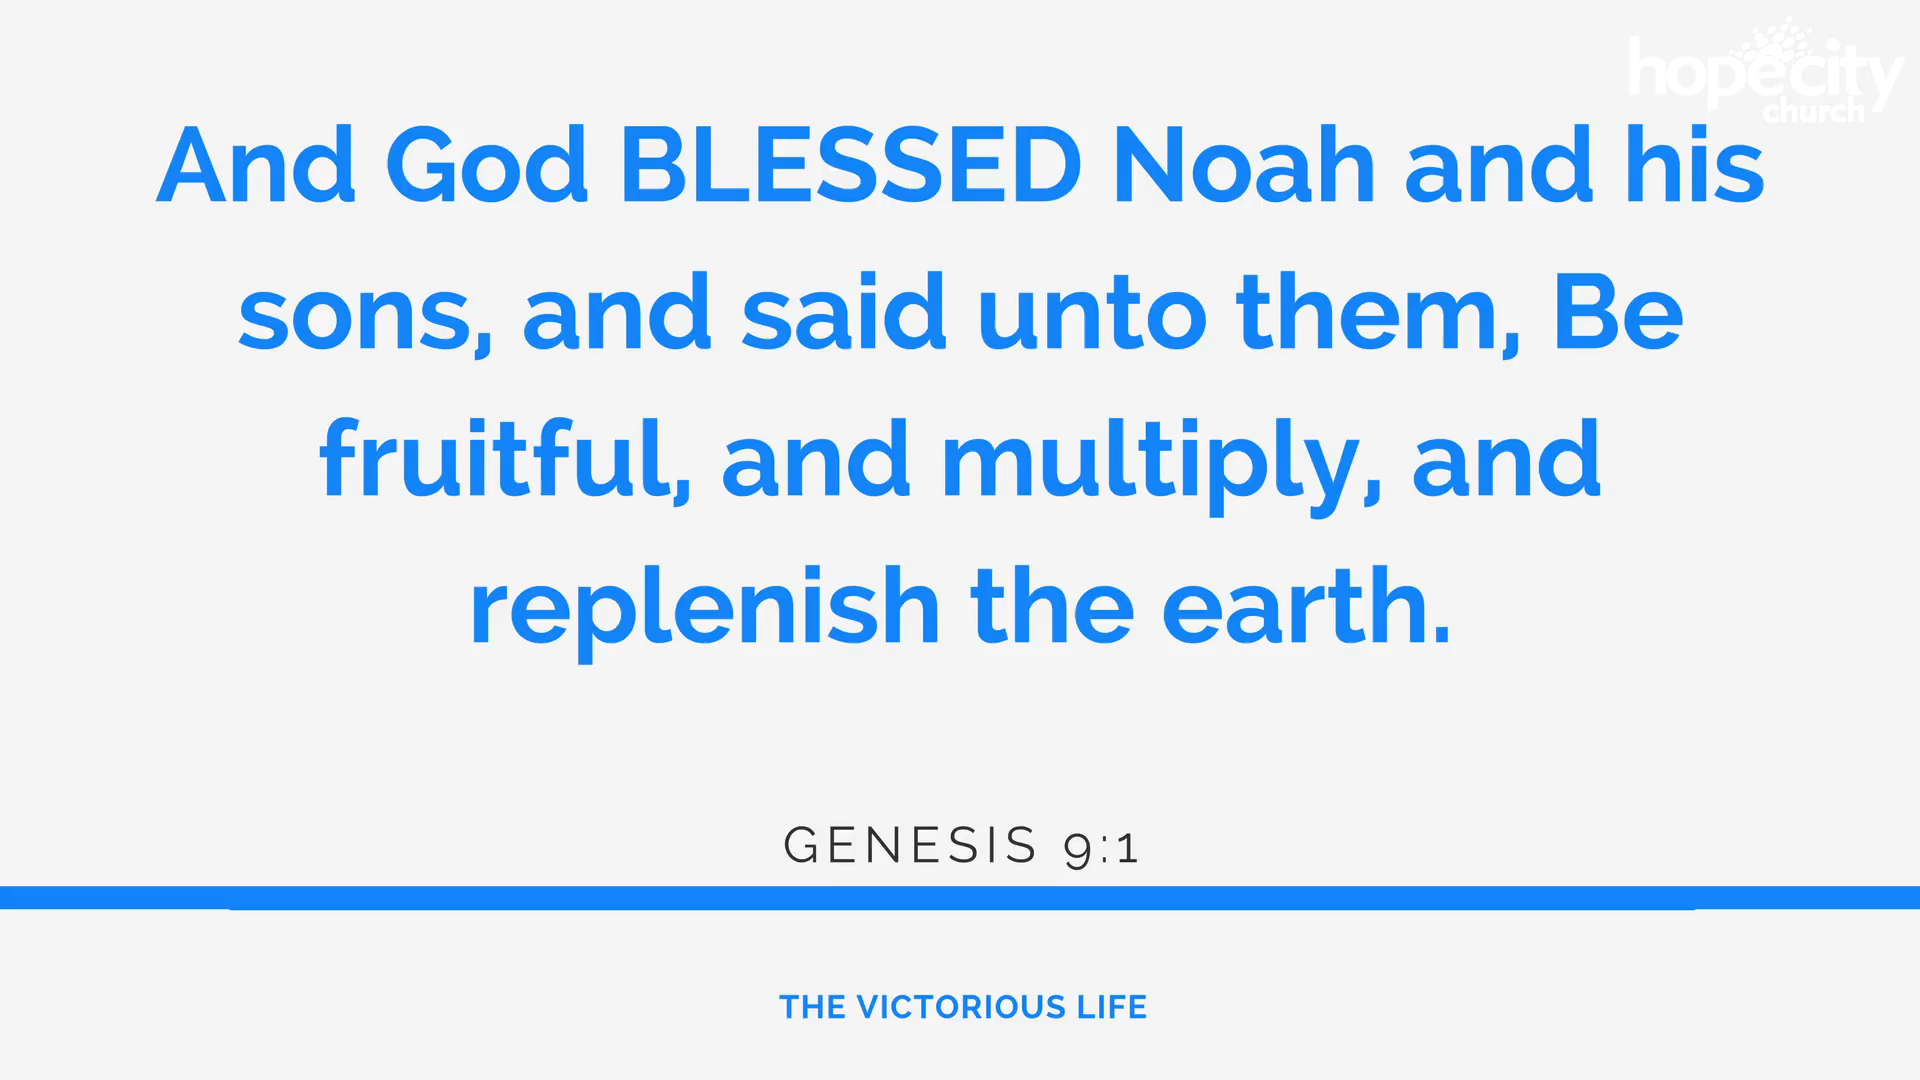 hopecity
church
And God BLESSED Noah and his
sons, and said unto them, Be
fruitful, and multiply, and
replenish the earth.
GENESIS 9:1
THE VICTORIOUS LIFE